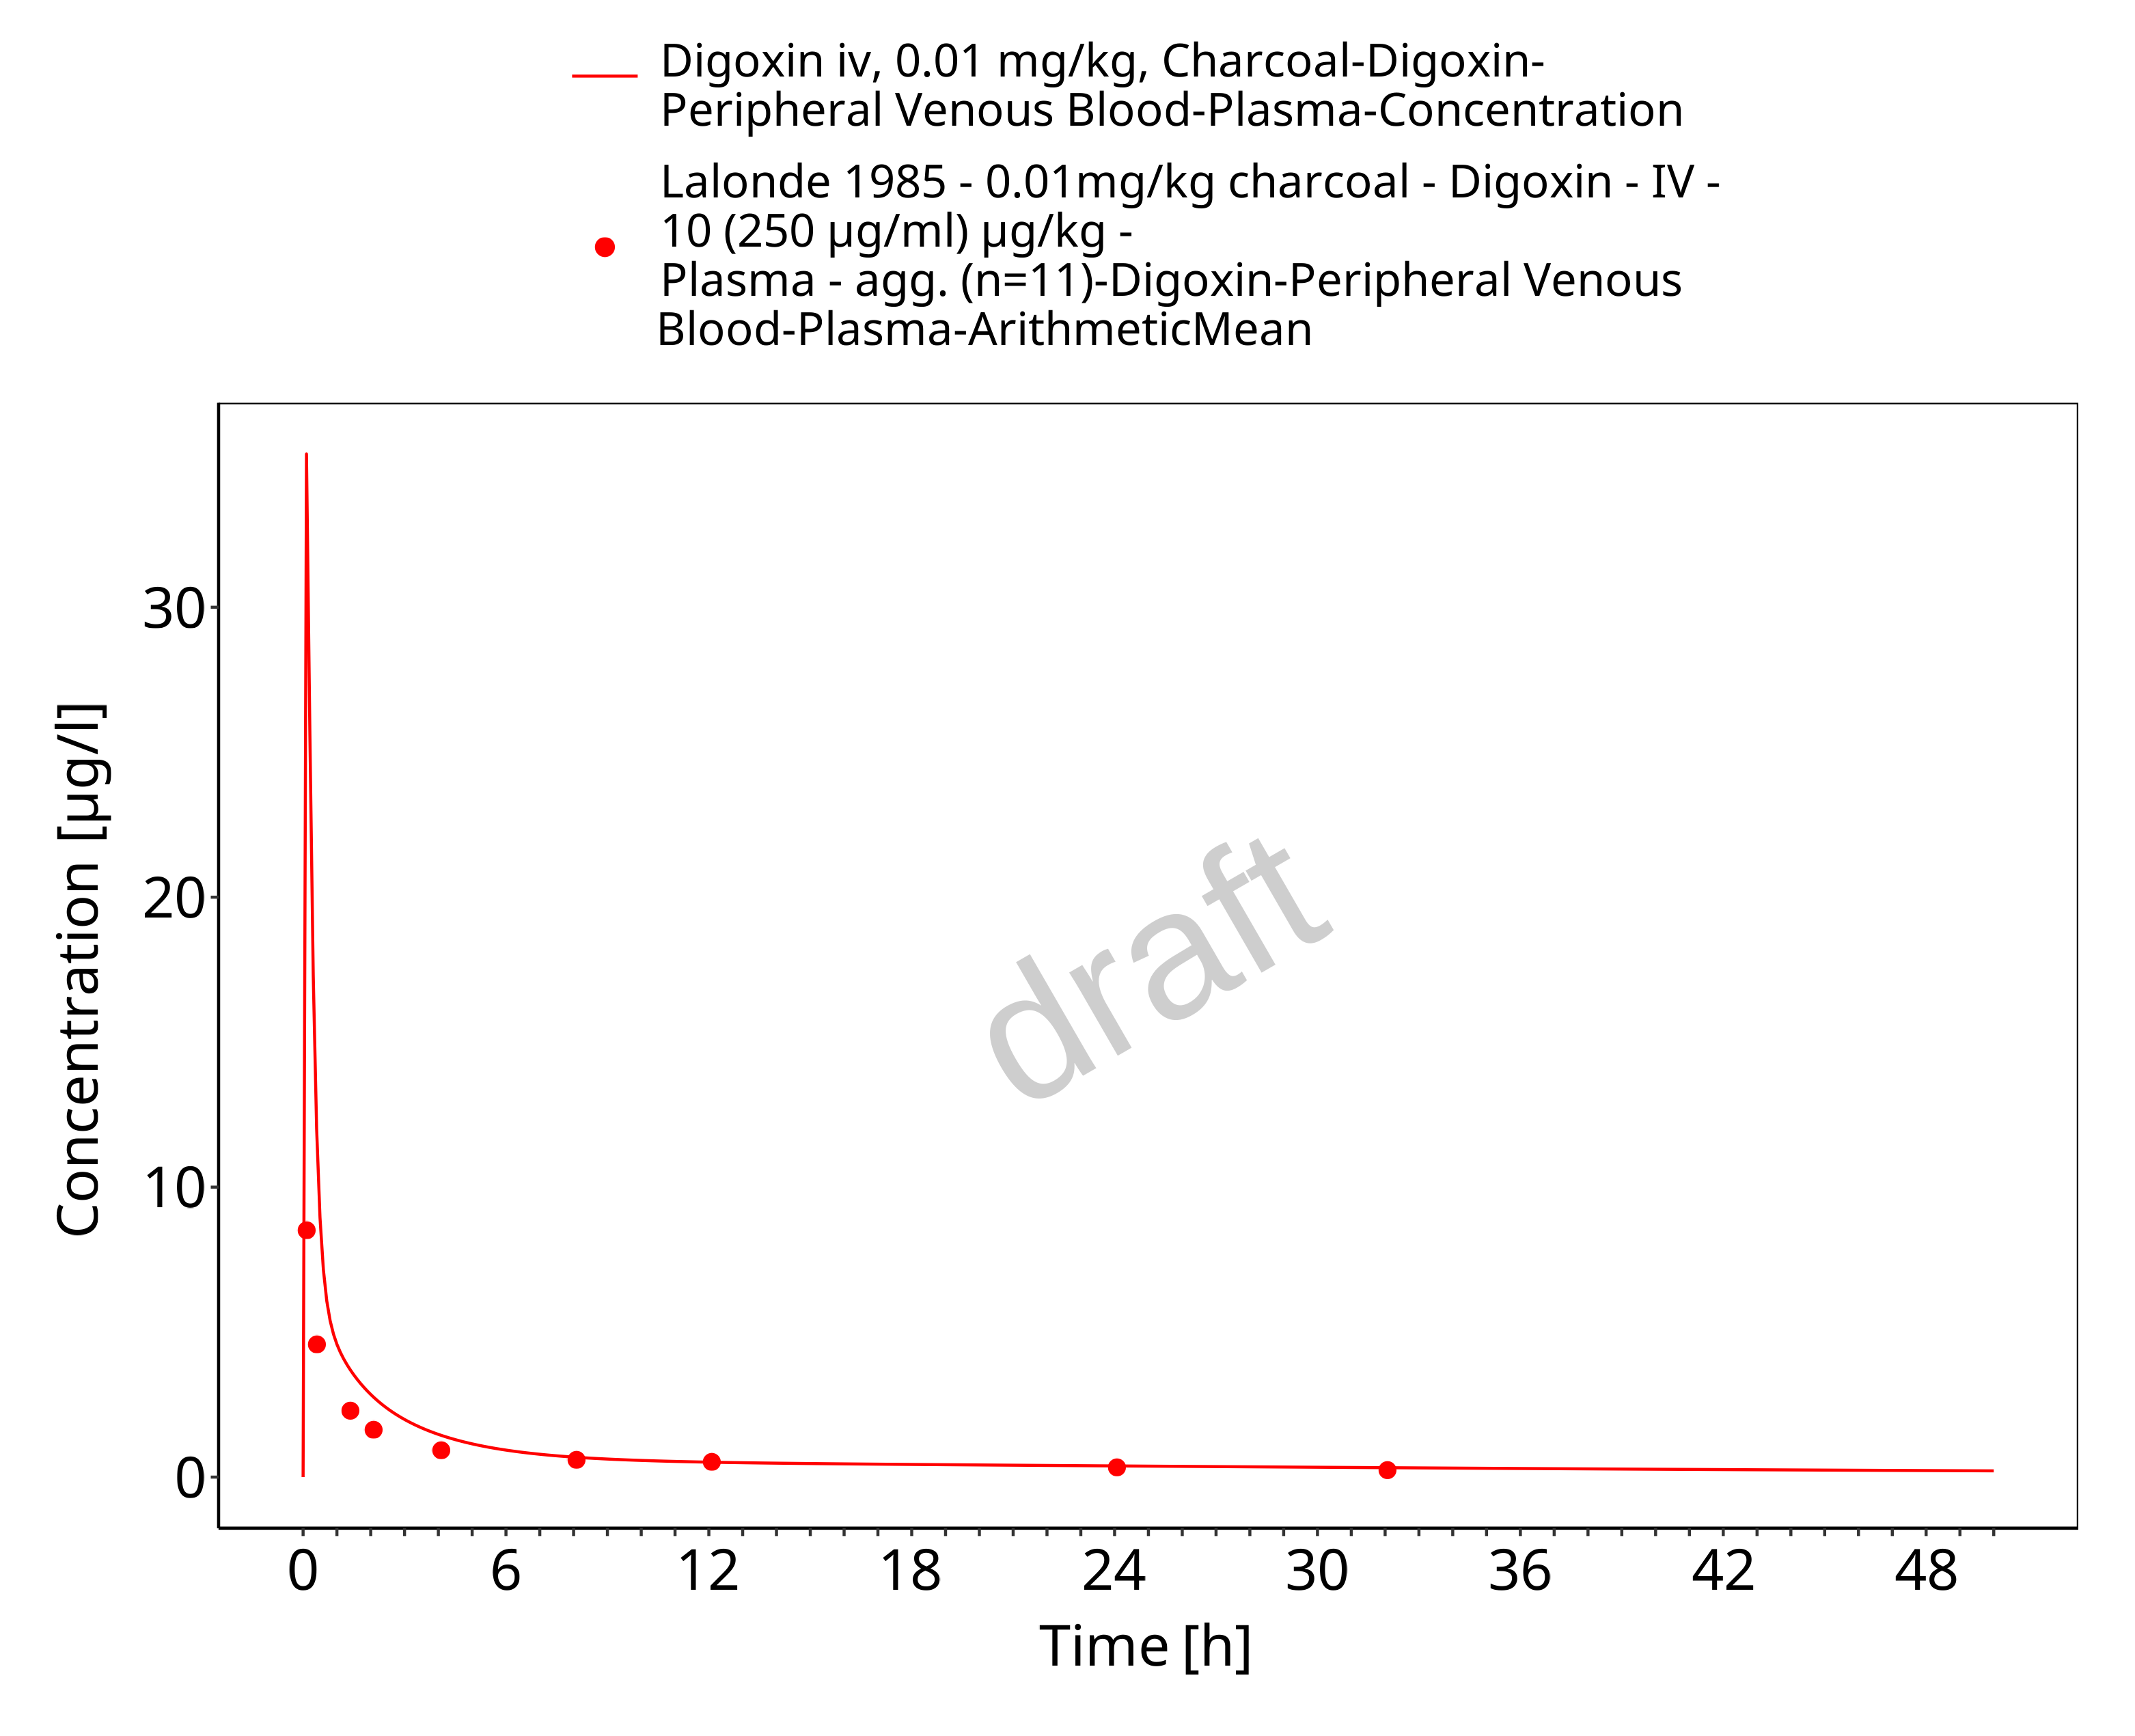 Digoxin iv, 0.01 mg/kg, Charcoal-Digoxin-
Peripheral Venous Blood-Plasma-Concentration
Lalonde 1985 - 0.01mg/kg charcoal - Digoxin - IV -
10 (250 µg/ml) µg/kg -
Plasma - agg. (n=11)-Digoxin-Peripheral Venous
Blood-Plasma-ArithmeticMean
30
20
10
0
Concentration [µg/l]
draft
0 6 12 18 24 30 36 42 48
Time [h]